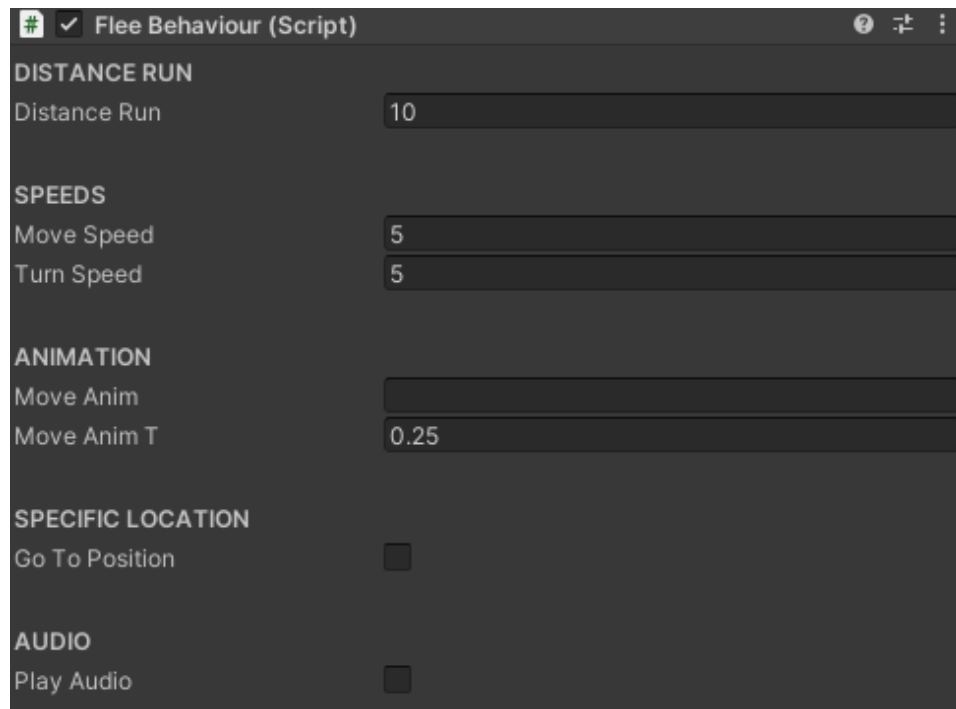 # Flee Behaviour (Script)
DISTANCE RUN
Distance Run 10
SPEEDS
Move Speed 5
Turn Speed 5
ANIMATION
Move Anim
Move Anim T 0.25
SPECIFIC LOCATION
Go To Position
AUDIO
Play Audio